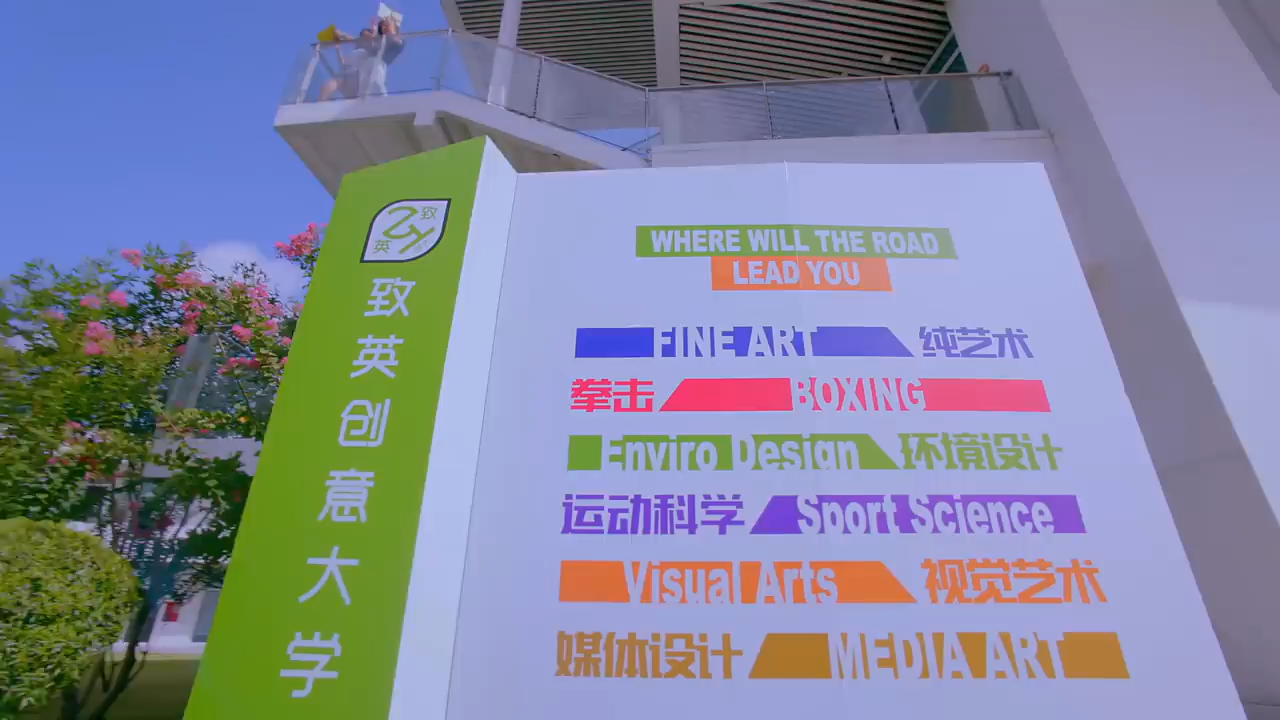 致
英
致英创意大学
WHERE WILL THE ROAD
LEAD YOU
FINE ART 纯艺术
拳击 BOXING
Enviro Design 环境设计
运动科学 Sport Science
Visual Arts 视觉艺术
媒体设计 MEDIA ART